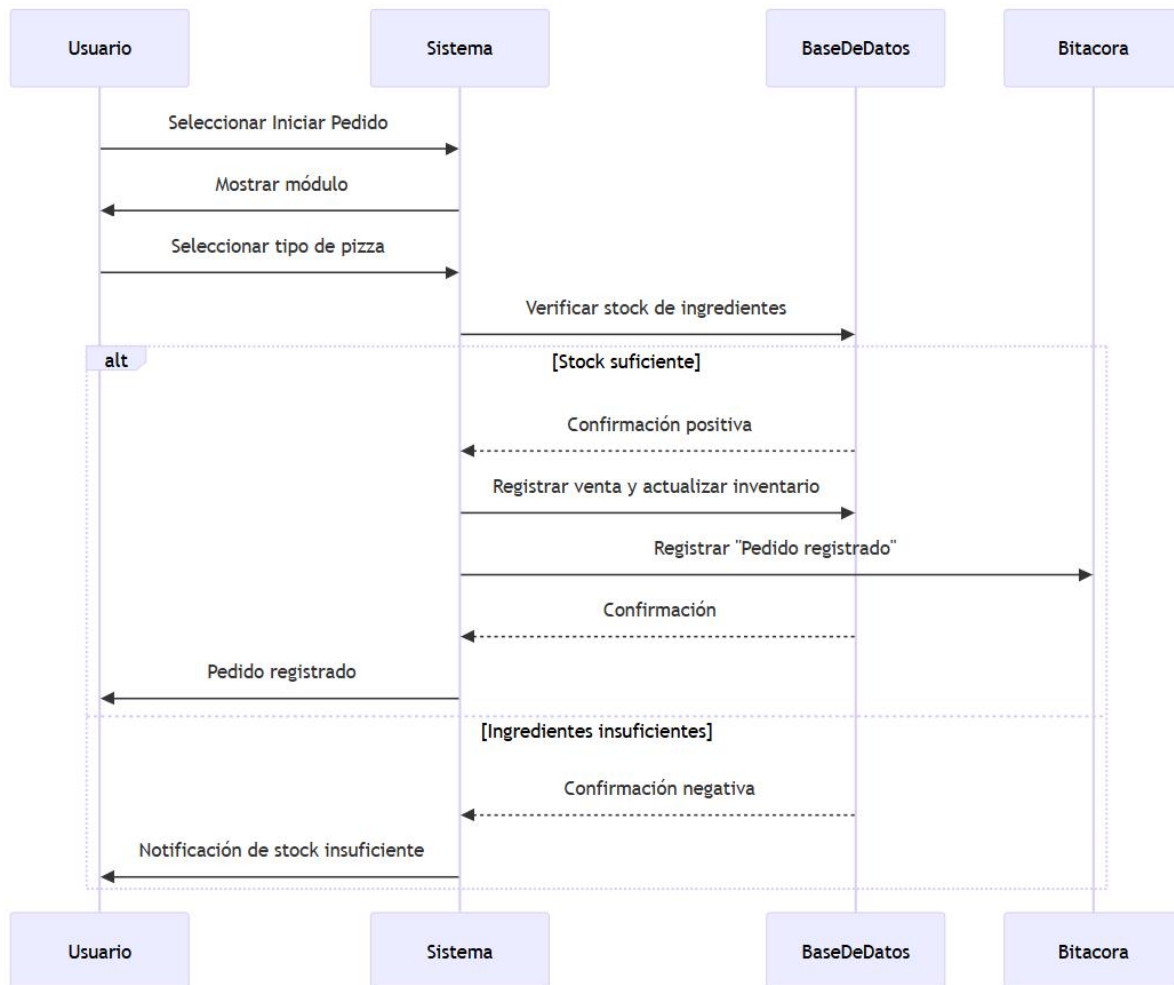 Usuario
Sistema
BaseDeDatos
Bitacora
Seleccionar Iniciar Pedido
Mostrar módulo
Seleccionar tipo de pizza
Verificar stock de ingredientes
alt
[Stock suficiente]
Confirmación positiva
Registrar venta y actualizar inventario
Registrar "Pedido registrado"
Confirmación
Pedido registrado
[Ingredientes insuficientes]
Confirmación negativa
Notificación de stock insuficiente
Usuario
Sistema
BaseDeDatos
Bitacora